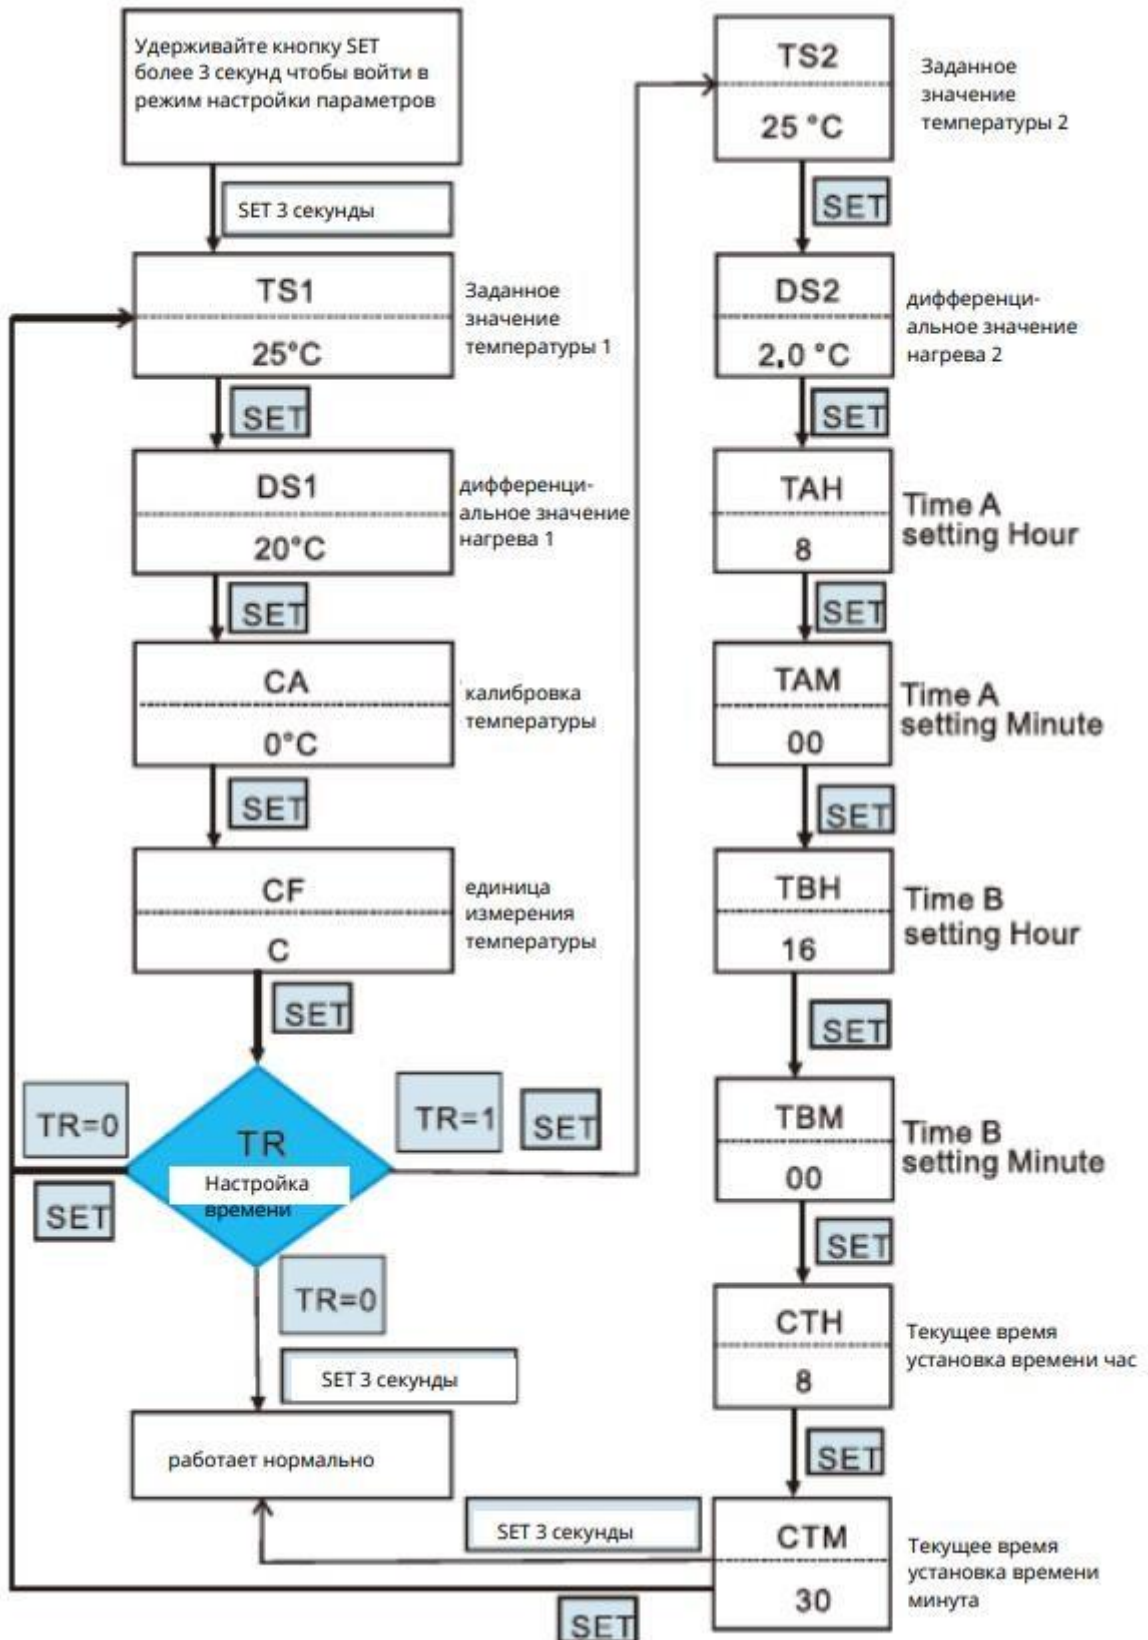 Удерживайте кнопку SET
более 3 секунд чтобы войти в
режим настройки параметров
SET 3 секунды
TS1
25°C
Заданное
значение
температуры 1
SET
DS1
20°C
дифференци-
альное значение
нагрева 1
SET
CA
0°C
калибровка
температуры
SET
CF
C
единица
измерения
температуры
SET
TR=0
SET
TR
Настройка
времени
TR=1
SET
TR=0
SET 3 секунды
работает нормально
TS2
25 °C
Заданное
значение
температуры 2
SET
DS2
2.0 °C
дифференци-
альное значение
нагрева 2
SET
TAH
8
Time A
setting Hour
SET
TAM
00
Time A
setting Minute
SET
TBH
16
Time B
setting Hour
SET
TBM
00
Time B
setting Minute
SET
CTH
8
Текущее время
установка времени час
SET
CTM
30
Текущее время
установка времени
минута
SET 3 секунды
SET